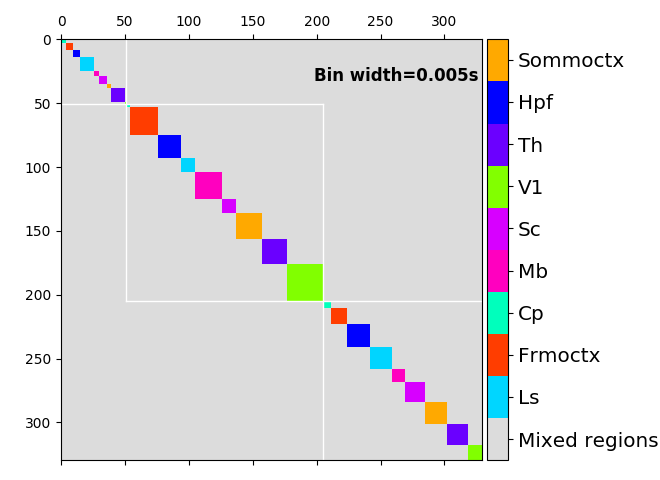 0 50 100 150 200 250 300
0
50
100
150
200
250
300
Bin width=0.005s
Sommoctx
Hpf
Th
V1
Sc
Mb
Cp
Frmoctx
Ls
Mixed regions